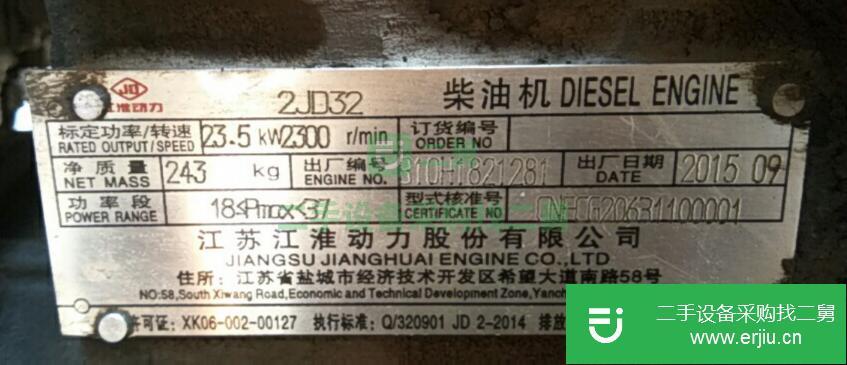 JD
江淮动力
2JD32 柴油机 DIESEL ENGINE
标定功率/转速 23.5 kW2300 r/min 订货编号
RATED OUTPUT/SPEED ORDER NO
净质量 243 kg 出厂编号 出厂日期 2015 09
NET MASS ENGINE NO. DATE
功率段 18≤Pmax<37 型式核准号
POWER RANGE CERTIFICATE NO
二手设备
江苏江淮动力股份有限公司
JIANGSU JIANGHUAI ENGINE CO.,LTD
住所：江苏省盐城市经济技术开发区希望大道南路58号
NO:58,South Xiwang Road,Economic and Technical Development Zone,Yanch
许可证：XK06-002-00127 执行标准：Q/320901 JD 2-2014 排放
二手设备采购找二舅
www.erjiu.cn